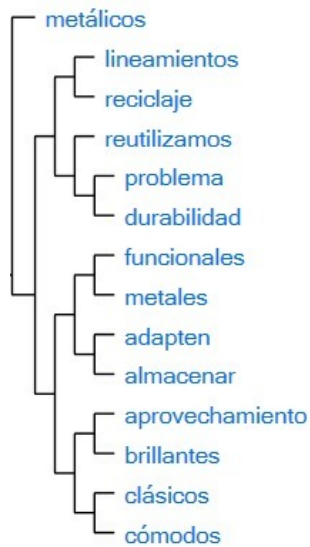 metálicos
lineamientos
reciclaje
reutilizamos
problema
durabilidad
funcionales
metales
adapten
almacenar
aprovechamiento
brillantes
clásicos
cómodos